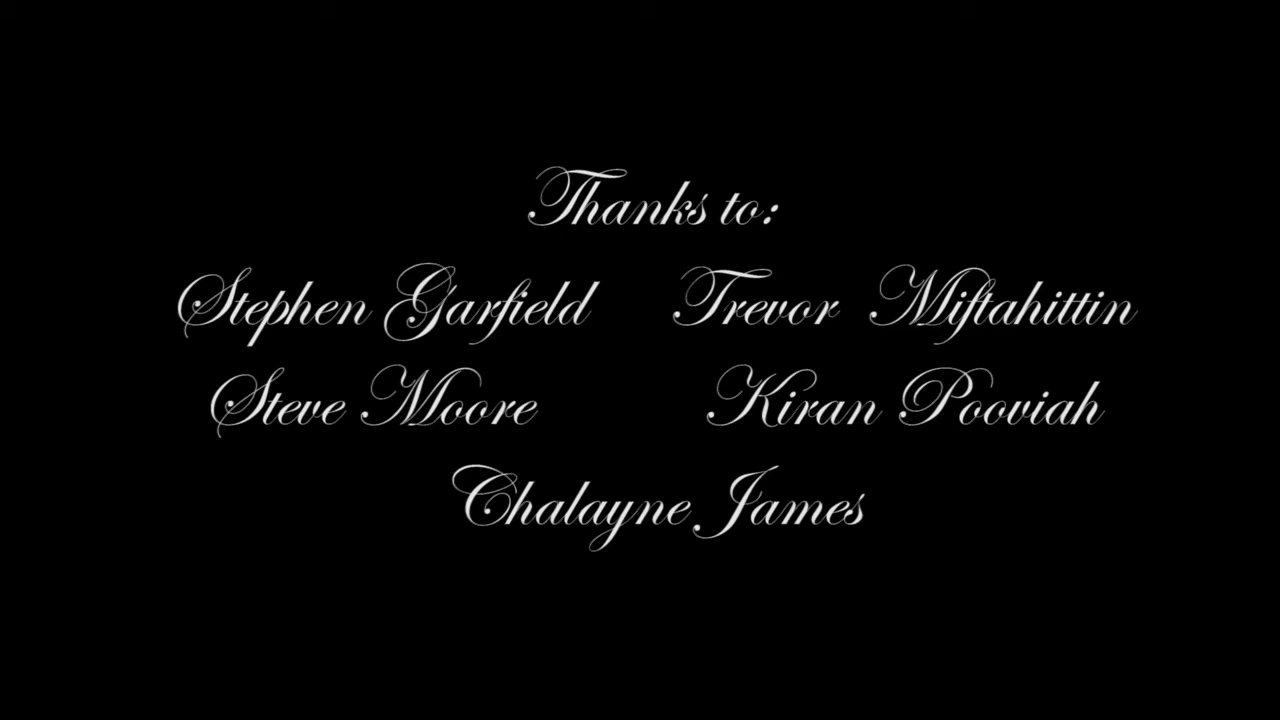 Thanks to:
Stephen Garfield Trevor Miftahittin
Steve Moore Kiran Pooviah
Chalayne James